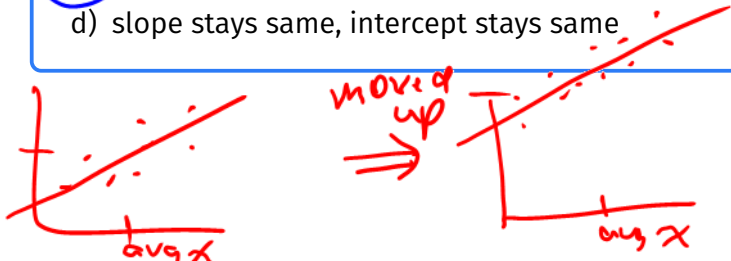 d) slope stays same, intercept stays same
moved
up
avg x
avg x